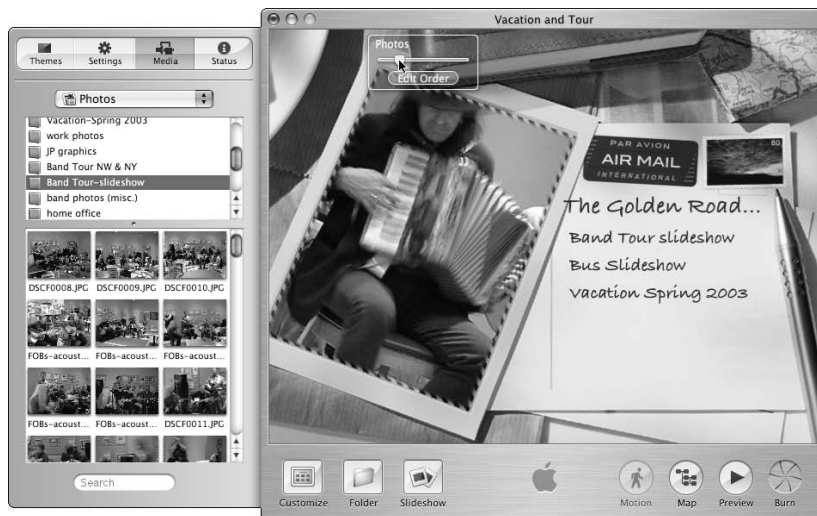 Vacation and Tour
Themes Settings Media Status
Photos
Vacation-Spring 2003
work photos
JP graphics
Band Tour NW & NY
Band Tour-slideshow
band photos (misc.)
home office
DSCF0008.JPG DSCF0009.JPG DSCF0010.JPG
FOBs-acoust... FOBs-acoust... FOBs-acoust...
FOBs-acoust... FOBs-acoust... DSCF0011.JPG
Search
Photos
Edit Order
PAR AVION
AIR MAIL
INTERNATIONAL
80
The Golden Road...
Band Tour slideshow
Bus Slideshow
Vacation Spring 2003
Customize Folder Slideshow Motion Map Preview Burn